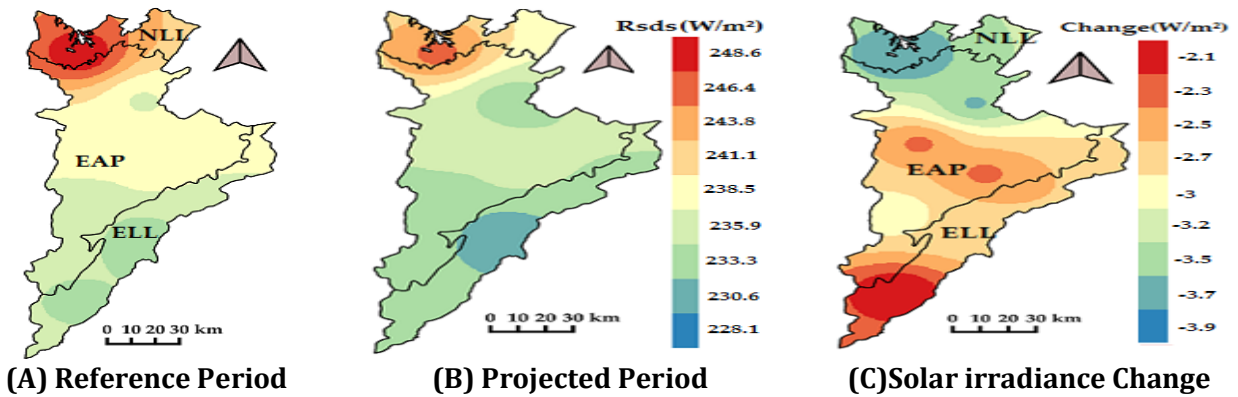 NLL
EAP
ELL
0 10 20 30 km
(A) Reference Period
Rsds(W/m²)
248.6
246.4
243.8
241.1
238.5
235.9
233.3
230.6
228.1
0 10 20 30 km
(B) Projected Period
NLL
EAP
ELL
Change(W/m²)
-2.1
-2.3
-2.5
-2.7
-3
-3.2
-3.5
-3.7
-3.9
0 10 20 30 km
(C)Solar irradiance Change